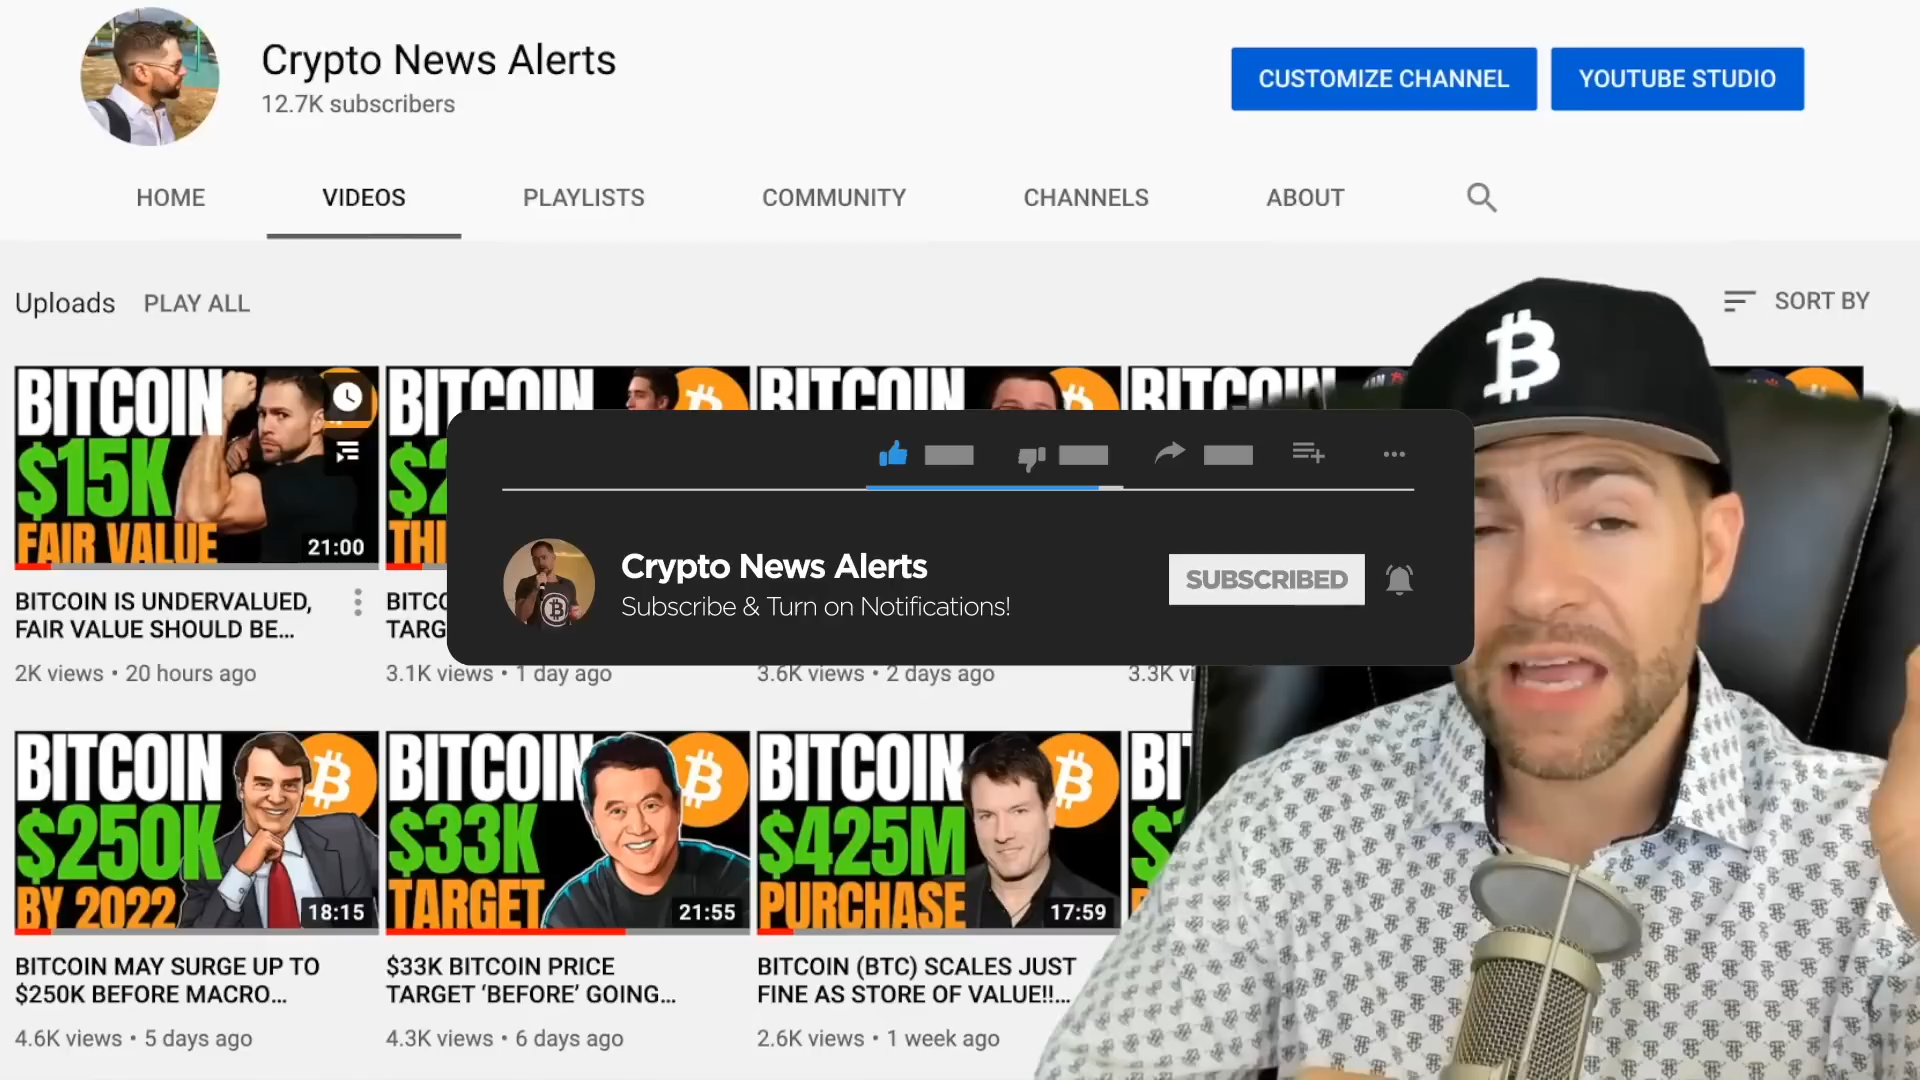 Crypto News Alerts
12.7K subscribers
CUSTOMIZE CHANNEL
YOUTUBE STUDIO
HOME
VIDEOS
PLAYLISTS
COMMUNITY
CHANNELS
ABOUT
Uploads
PLAY ALL
SORT BY
BITCOIN
$15K
FAIR VALUE
21:00
BITCOIN
BITCOIN
BITCOIN
Crypto News Alerts
Subscribe & Turn on Notifications!
SUBSCRIBED
BITCOIN IS UNDERVALUED,
FAIR VALUE SHOULD BE...
2K views • 20 hours ago
3.1K views • 1 day ago
3.6K views • 2 days ago
BITCOIN
$250K
BY 2022
18:15
BITCOIN
$33K
TARGET
21:55
BITCOIN
$425M
PURCHASE
17:59
BITCOIN MAY SURGE UP TO
$250K BEFORE MACRO...
4.6K views • 5 days ago
$33K BITCOIN PRICE
TARGET ‘BEFORE’ GOING...
4.3K views • 6 days ago
BITCOIN (BTC) SCALES JUST
FINE AS STORE OF VALUE!!...
2.6K views • 1 week ago